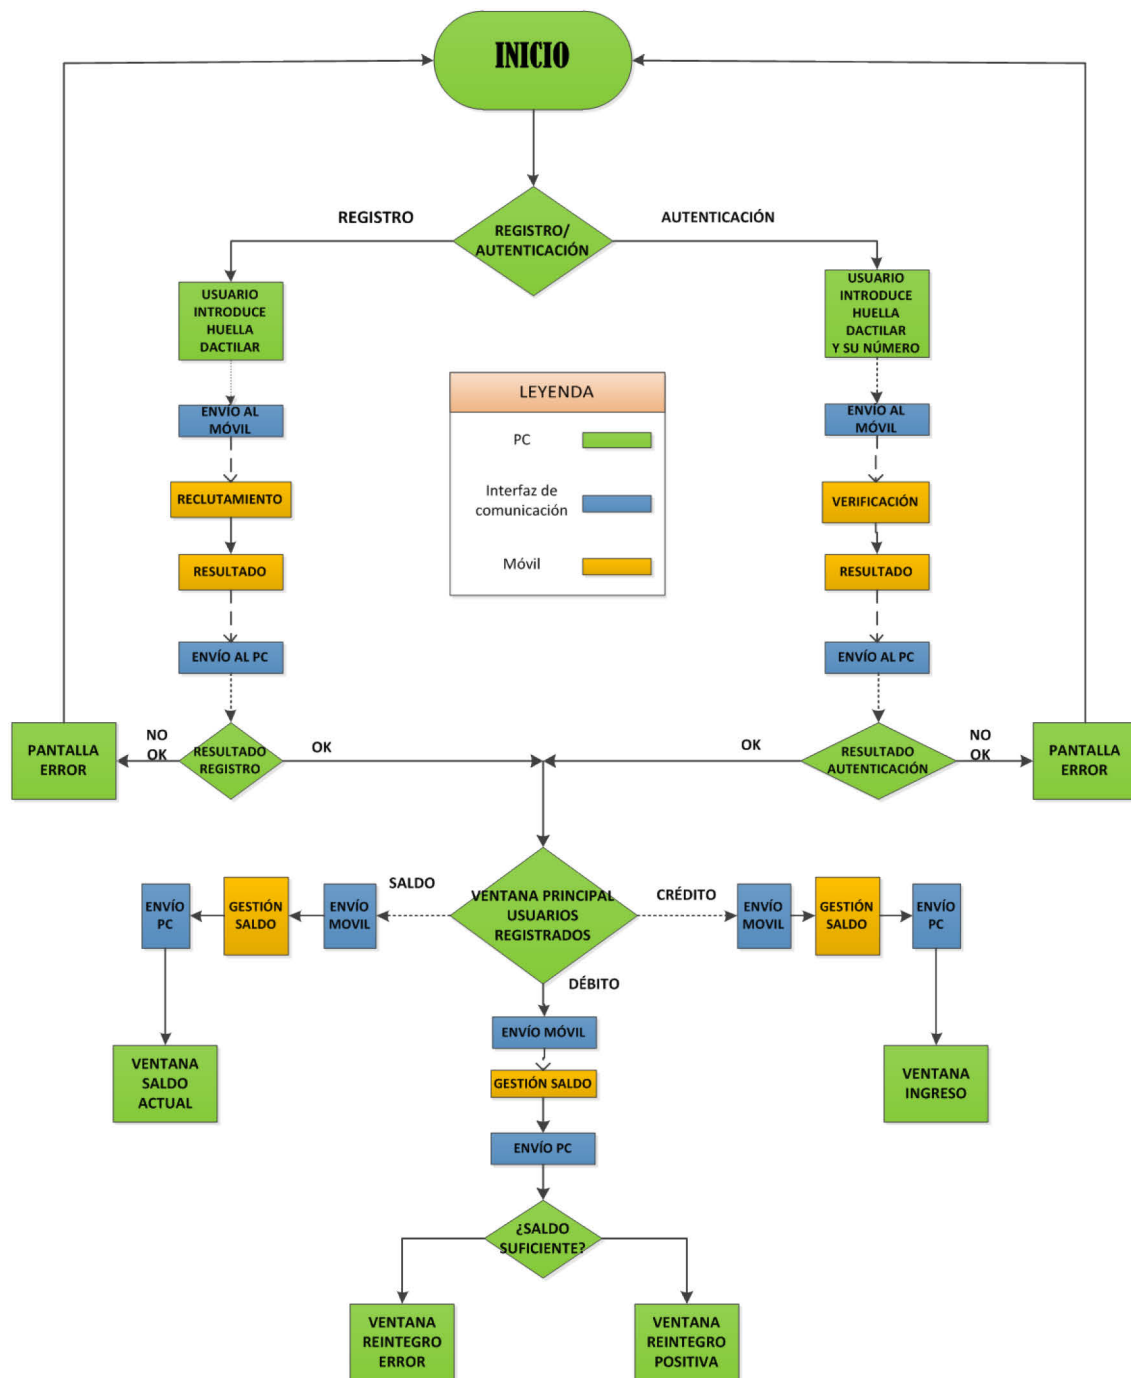 INICIO
REGISTRO
AUTENTICACIÓN
REGISTRO/
AUTENTICACIÓN
USUARIO
INTRODUCE
HUELLA
DACTILAR
USUARIO
INTRODUCE
HUELLA
DACTILAR
Y SU NÚMERO
LEYENDA
PC
Interfaz de
comunicación
Móvil
ENVÍO AL
MÓVIL
ENVÍO AL
MÓVIL
RECLUTAMIENTO
VERIFICACIÓN
RESULTADO
RESULTADO
ENVÍO AL PC
ENVÍO AL PC
PANTALLA
ERROR
NO
OK
RESULTADO
REGISTRO
OK
OK
RESULTADO
AUTENTICACIÓN
NO
OK
PANTALLA
ERROR
ENVÍO
PC
GESTIÓN
SALDO
ENVÍO
MOVIL
SALDO
VENTANA PRINCIPAL
USUARIOS
REGISTRADOS
CRÉDITO
ENVÍO
MOVIL
GESTIÓN
SALDO
ENVÍO
PC
DÉBITO
VENTANA
SALDO
ACTUAL
ENVÍO MÓVIL
GESTIÓN SALDO
ENVÍO PC
VENTANA
INGRESO
¿SALDO
SUFICIENTE?
VENTANA
REINTEGRO
ERROR
VENTANA
REINTEGRO
POSITIVA